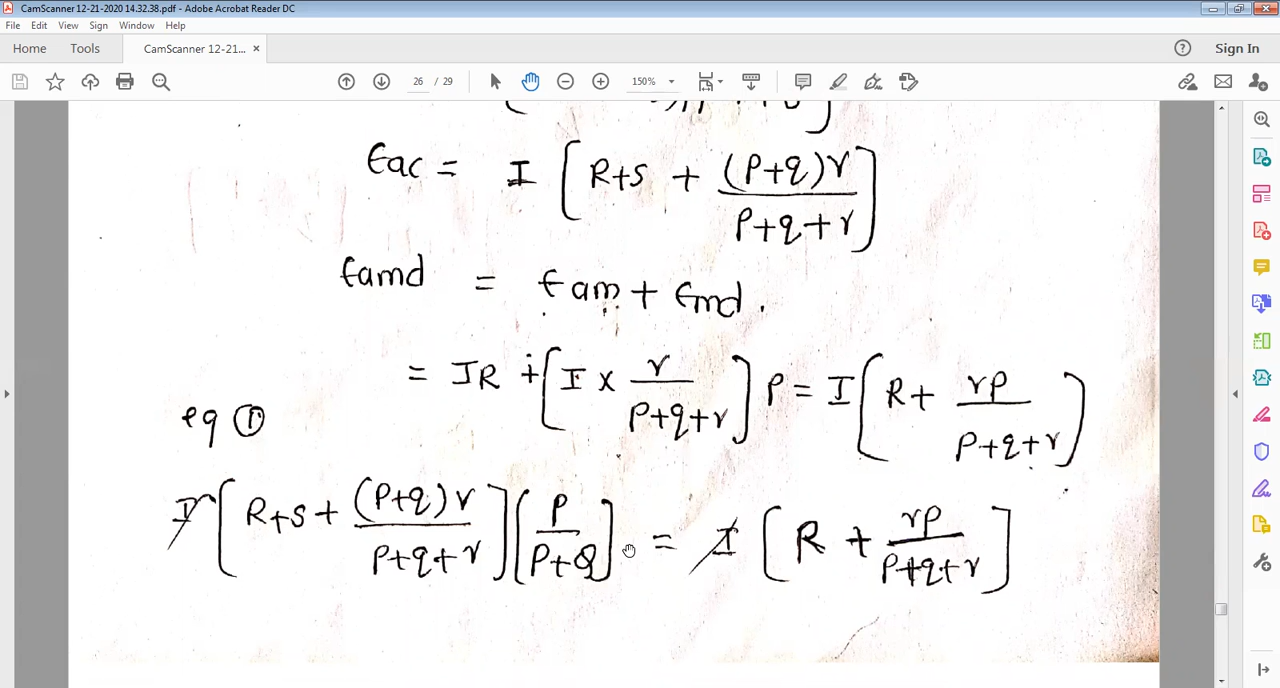 CamScanner 12-21-2020 14.32.38.pdf - Adobe Acrobat Reader DC
File Edit View Sign Window Help
Home Tools CamScanner 12-21... × Sign In
26 / 29 150%
Eac = I [ R+S + (P+q)r / P+q+r ]
Eamd = Eam + Emd .
= IR + [ I × r / P+q+r ] P = I [ R + rP / P+q+r ]
eq ①
I [ R+S + (P+q)r / P+q+r ] [ P / P+Q ] = I [ R + rP / P+q+r ]